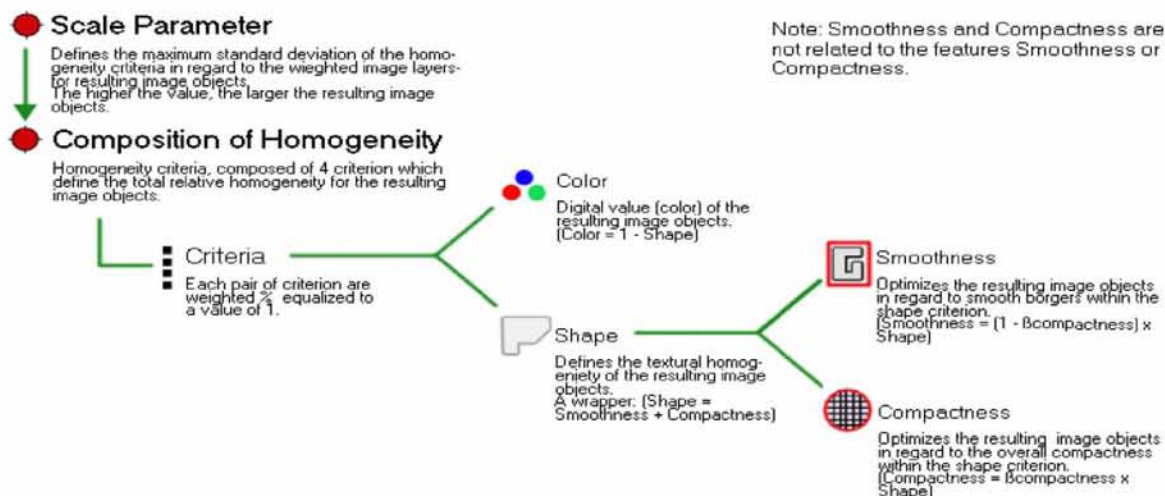 Scale Parameter
Defines the maximum standard deviation of the homo-
geneity crtiteria in regard to the wieghted image layers-
for resulting image objects.
The higher the value, the larger the resulting image
objects.
Note: Smoothness and Compactness are
not related to the features Smoothness or
Compactness.
Composition of Homogeneity
Homogeneity criteria, composed of 4 criterion which
define the total relative homogeneity for the resulting
image objects.
Criteria
Each pair of criterion are
weighted % equalized to
a value of 1.
Color
Digital value (color) of the
resulting image objects.
(Color = 1 - Shape)
Shape
Defines the textural homog-
eniety of the resulting image
objects.
A wrapper: (Shape =
Smoothness + Compactness)
Smoothness
Optimizes the resulting image objects
in regard to smooth borgers within the
shape criterion.
(Smoothness = (1 - ßcompactness) x
Shape)
Compactness
Optimizes the resulting image objects
in regard to the overall compactness
within the shape criterion.
(Compactness = ßcompactness x
Shape)